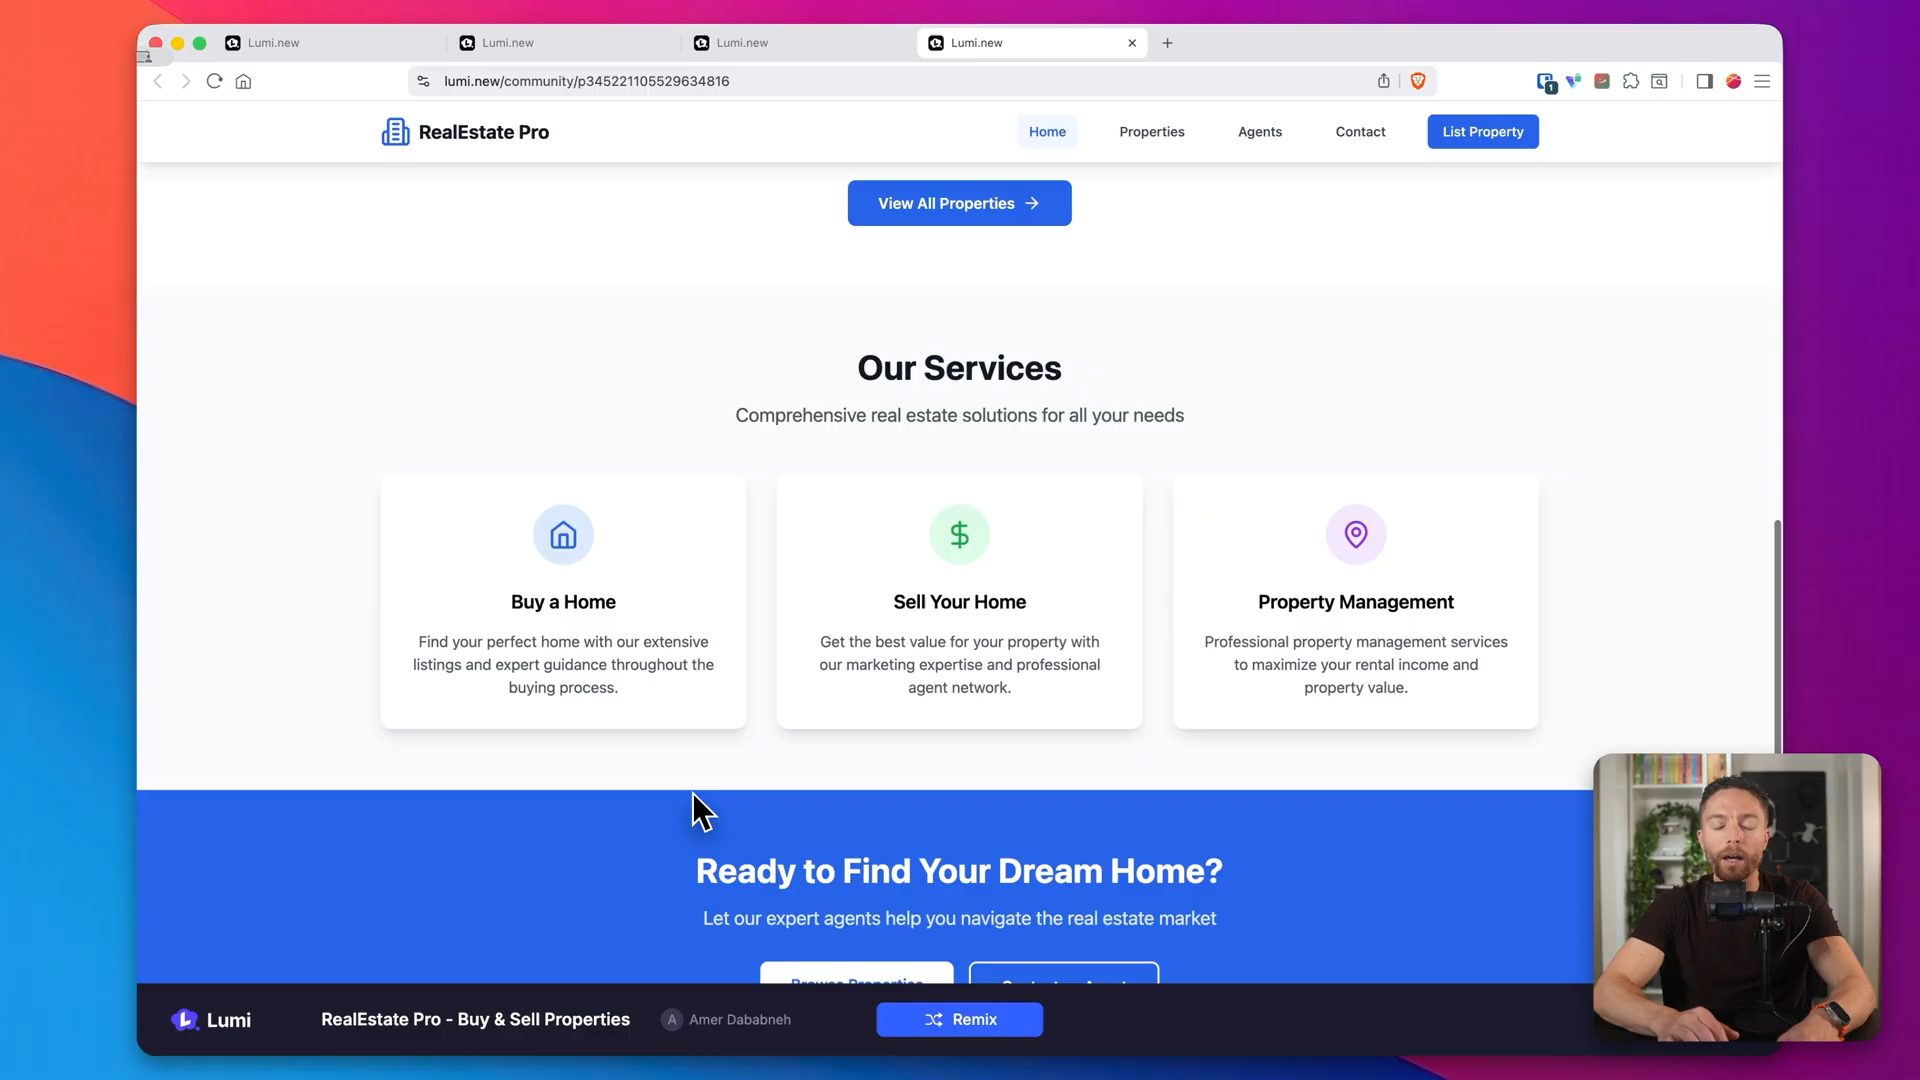 Lumi.new
Lumi.new
Lumi.new
Lumi.new
lumi.new/community/p345221105529634816
1
RealEstate Pro
Home
Properties
Agents
Contact
List Property
View All Properties
Our Services
Comprehensive real estate solutions for all your needs
Buy a Home
Find your perfect home with our extensive
listings and expert guidance throughout the
buying process.
Sell Your Home
Get the best value for your property with
our marketing expertise and professional
agent network.
Property Management
Professional property management services
to maximize your rental income and
property value.
Ready to Find Your Dream Home?
Let our expert agents help you navigate the real estate market
Browse Properties
Lumi
RealEstate Pro - Buy & Sell Properties
A
Amer Dababneh
Remix